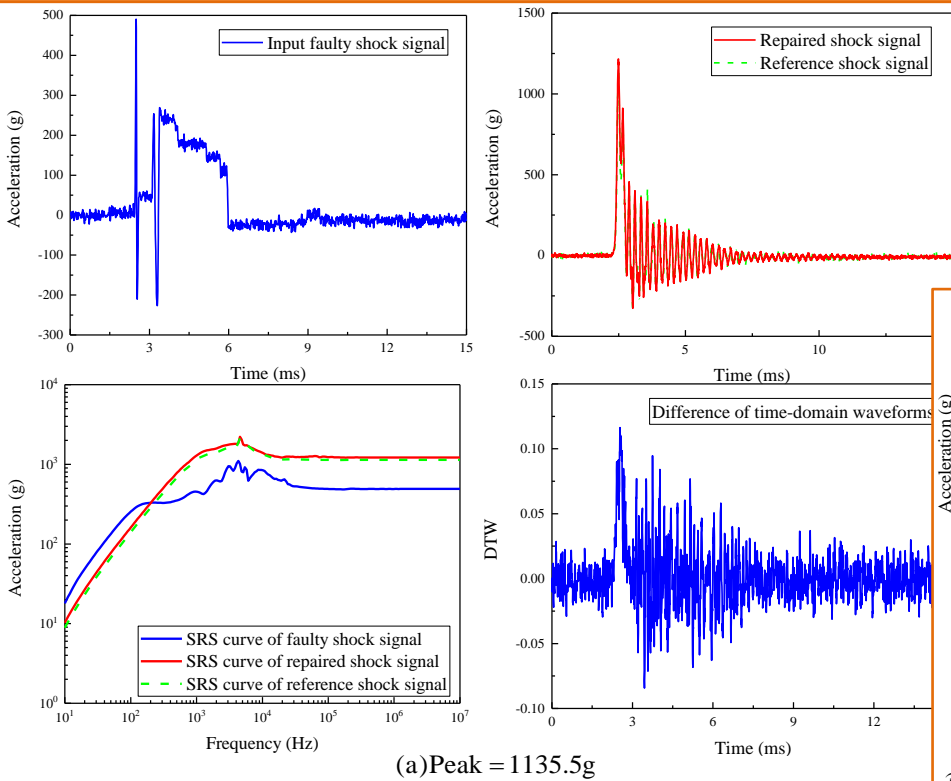 500
400
300
200
100
0
-100
-200
-300
0 3 6 9 12 15
Acceleration (g)
Time (ms)
Input faulty shock signal
1500
1000
500
0
-500
0 5 10
Acceleration (g)
Time (ms)
Repaired shock signal
Reference shock signal
10^4
10^3
10^2
10^1
10^0
10^1 10^2 10^3 10^4 10^5 10^6 10^7
Acceleration (g)
Frequency (Hz)
SRS curve of faulty shock signal
SRS curve of repaired shock signal
SRS curve of reference shock signal
0.15
0.10
0.05
0.00
-0.05
-0.10
0 3 6 9 12
DTW
Time (ms)
Difference of time-domain waveforms
Acceleration (g)
(a)Peak = 1135.5g